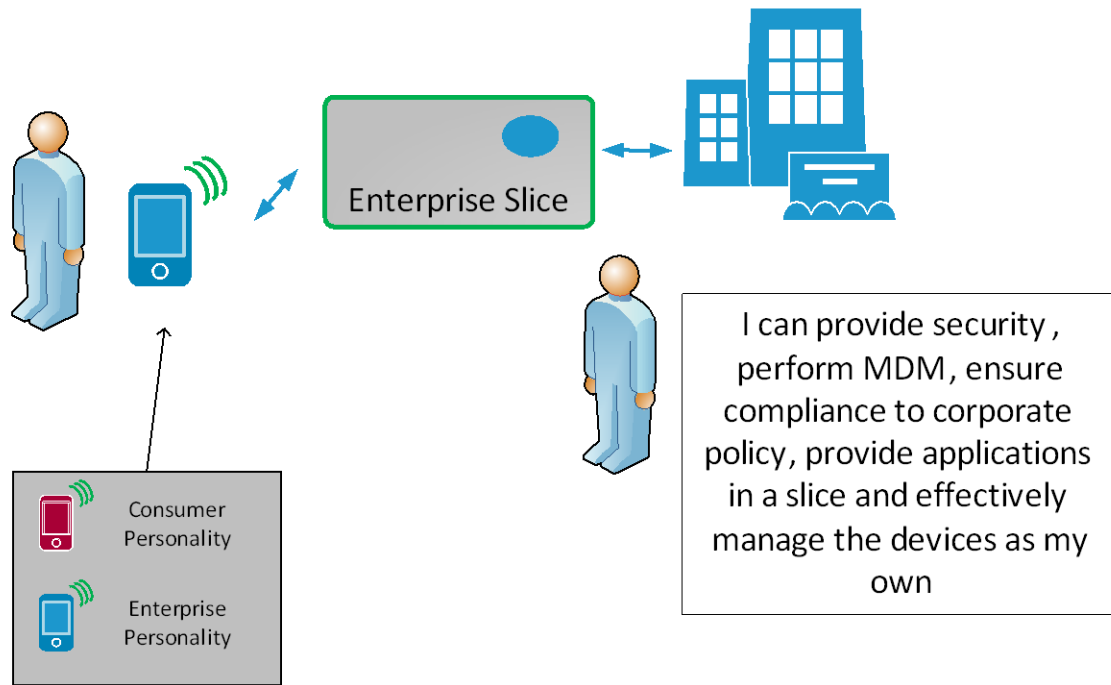 Enterprise Slice
I can provide security ,
perform MDM, ensure
compliance to corporate
policy, provide applications
in a slice and effectively
manage the devices as my
own
Consumer
Personality
Enterprise
Personality